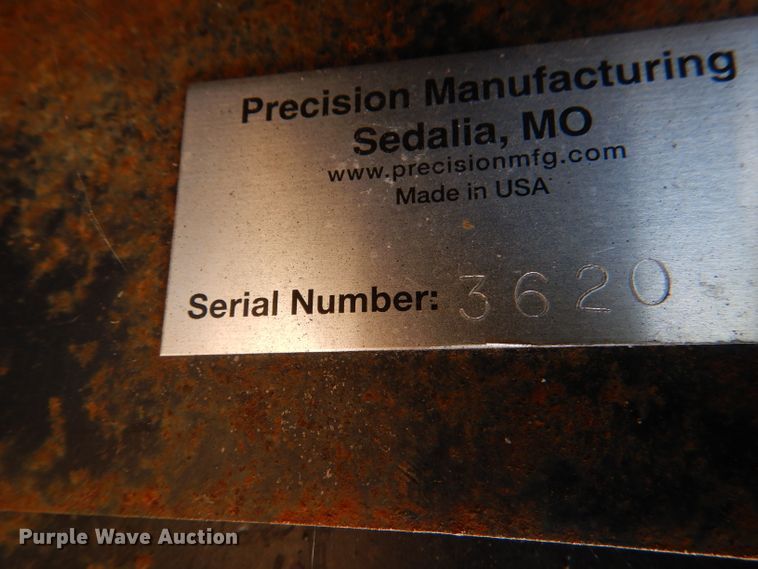 Precision Manufacturing
Sedalia, MO
www.precisionmfg.com
Made in USA
Serial Number: 3620
Purple Wave Auction